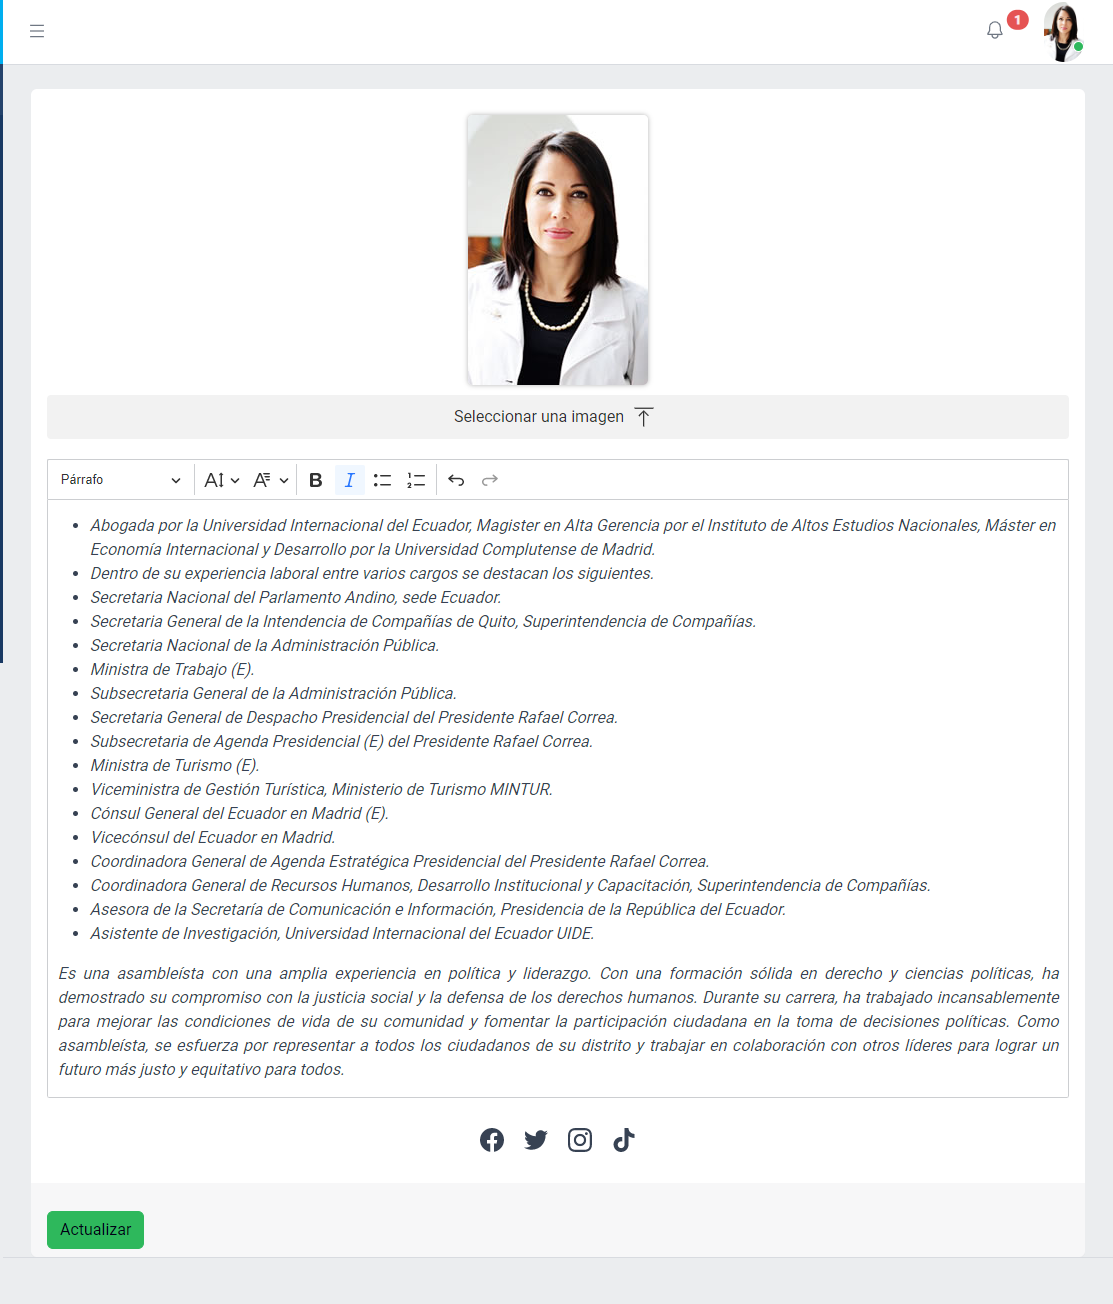 1
Seleccionar una imagen
Párrafo
Abogada por la Universidad Internacional del Ecuador, Magister en Alta Gerencia por el Instituto de Altos Estudios Nacionales, Máster en
Economía Internacional y Desarrollo por la Universidad Complutense de Madrid.
Dentro de su experiencia laboral entre varios cargos se destacan los siguientes.
Secretaria Nacional del Parlamento Andino, sede Ecuador.
Secretaria General de la Intendencia de Compañías de Quito, Superintendencia de Compañías.
Secretaria Nacional de la Administración Pública.
Ministra de Trabajo (E).
Subsecretaria General de la Administración Pública.
Secretaria General de Despacho Presidencial del Presidente Rafael Correa.
Subsecretaria de Agenda Presidencial (E) del Presidente Rafael Correa.
Ministra de Turismo (E).
Viceministra de Gestión Turística, Ministerio de Turismo MINTUR.
Cónsul General del Ecuador en Madrid (E).
Vicecónsul del Ecuador en Madrid.
Coordinadora General de Agenda Estratégica Presidencial del Presidente Rafael Correa.
Coordinadora General de Recursos Humanos, Desarrollo Institucional y Capacitación, Superintendencia de Compañías.
Asesora de la Secretaría de Comunicación e Información, Presidencia de la República del Ecuador.
Asistente de Investigación, Universidad Internacional del Ecuador UIDE.
Es una asambleísta con una amplia experiencia en política y liderazgo. Con una formación sólida en derecho y ciencias políticas, ha
demostrado su compromiso con la justicia social y la defensa de los derechos humanos. Durante su carrera, ha trabajado incansablemente
para mejorar las condiciones de vida de su comunidad y fomentar la participación ciudadana en la toma de decisiones políticas. Como
asambleísta, se esfuerza por representar a todos los ciudadanos de su distrito y trabajar en colaboración con otros líderes para lograr un
futuro más justo y equitativo para todos.
Actualizar